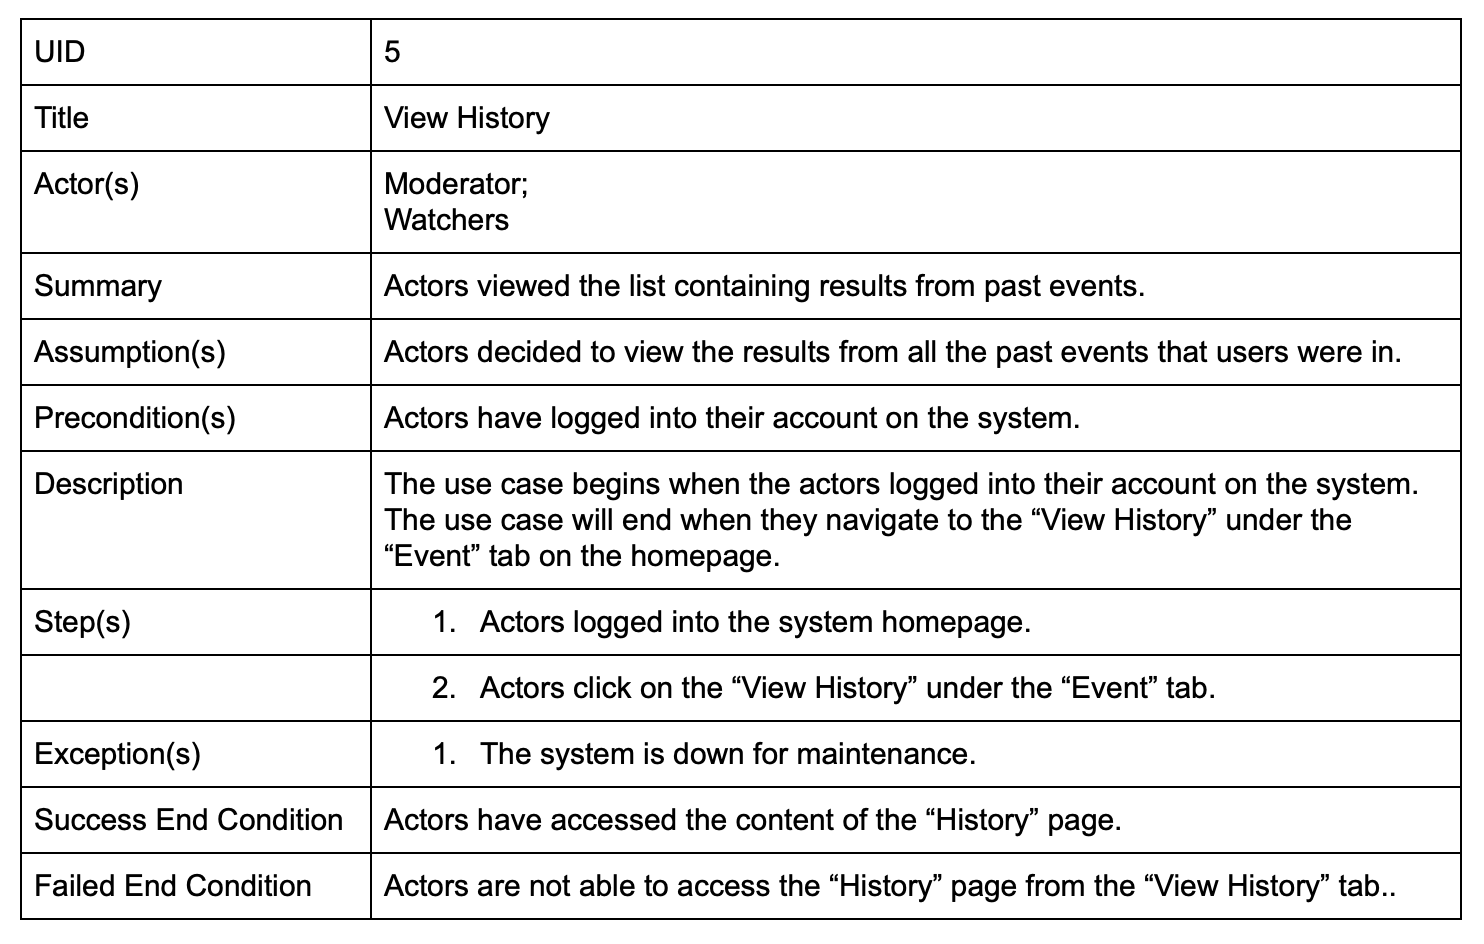 UID 5
Title View History
Actor(s) Moderator;
Watchers
Summary Actors viewed the list containing results from past events.
Assumption(s) Actors decided to view the results from all the past events that users were in.
Precondition(s) Actors have logged into their account on the system.
Description The use case begins when the actors logged into their account on the system.
The use case will end when they navigate to the “View History” under the
“Event” tab on the homepage.
Step(s) 1. Actors logged into the system homepage.
2. Actors click on the “View History” under the “Event” tab.
Exception(s) 1. The system is down for maintenance.
Success End Condition Actors have accessed the content of the “History” page.
Failed End Condition Actors are not able to access the “History” page from the “View History” tab..